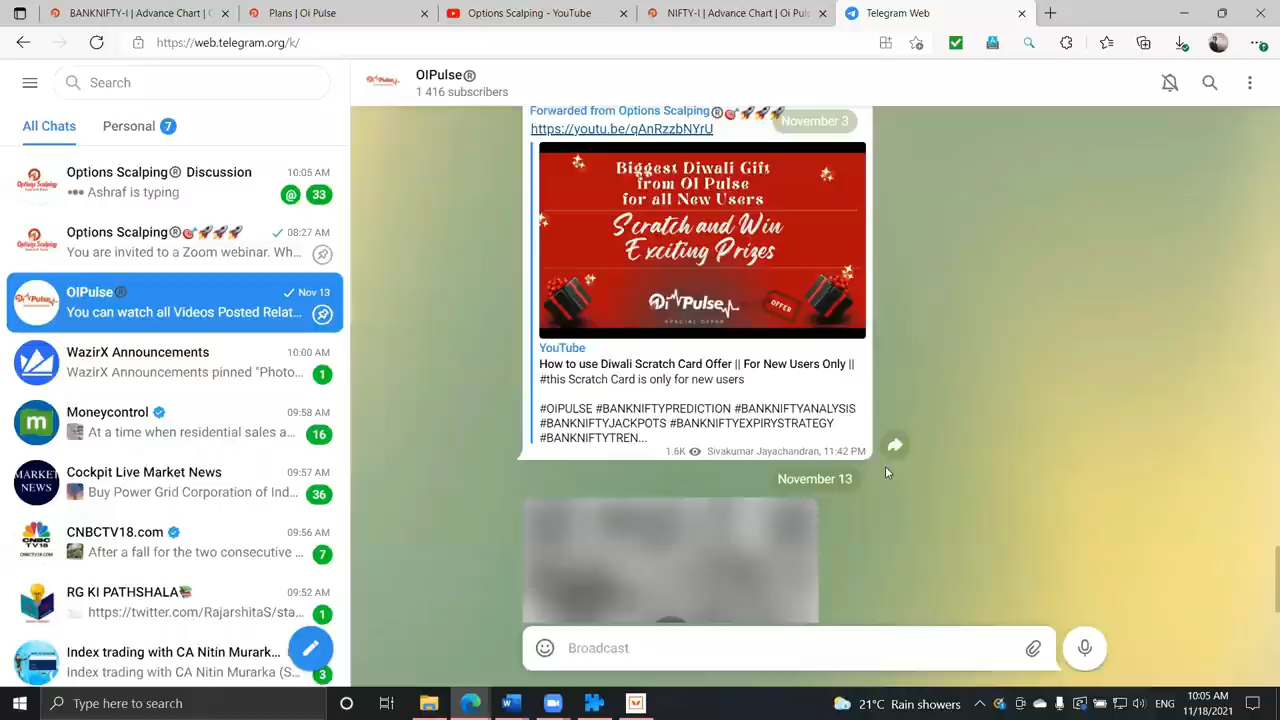 BANKNIFTY-I | Advance Chart | O
Plans | Oi Pulse
Options Scalping - YouTube
NIFTY-I | Advance Chart | Oi Puls
Telegram Web
https://web.telegram.org/k/
Search
OIPulse®
1 416 subscribers
All Chats
Personal 7
Options Scalping® Discussion 10:05 AM
Ashraf is typing @ 33
Options Scalping®🎯🚀🚀🚀 08:27 AM
You are invited to a Zoom webinar. Wh...
OIPulse® Nov 13
You can watch all Videos Posted Relat...
WazirX Announcements 10:00 AM
WazirX Announcements pinned "Photo... 1
Moneycontrol 09:58 AM
At a time when residential sales a... 16
MARKET NEWS
Cockpit Live Market News 09:57 AM
Buy Power Grid Corporation of Ind... 36
CNBC TV18
CNBCTV18.com 09:56 AM
After a fall for the two consecutive ... 7
RG KI PATHSHALA📚 09:52 AM
https://twitter.com/RajarshitaS/sta... 1
Index trading with CA Nitin Murark... 09:52 AM
Index trading with CA Nitin Murarka (S... 3
Forwarded from Options Scalping®🎯🚀🚀🚀
November 3
https://youtu.be/qAnRzzbNYrU
Biggest Diwali Gift
from OI Pulse
for all New Users
Scratch and Win
Exciting Prizes
Oi Pulse
SPECIAL OFFER
OFFER
YouTube
How to use Diwali Scratch Card Offer || For New Users Only ||
#this Scratch Card is only for new users
#OIPULSE #BANKNIFTYPREDICTION #BANKNIFTYANALYSIS
#BANKNIFTYJACKPOTS #BANKNIFTYEXPIRYSTRATEGY
#BANKNIFTYTREN...
1.6K Sivakumar Jayachandran, 11:42 PM
November 13
Broadcast
Type here to search
21°C Rain showers
10:05 AM
11/18/2021